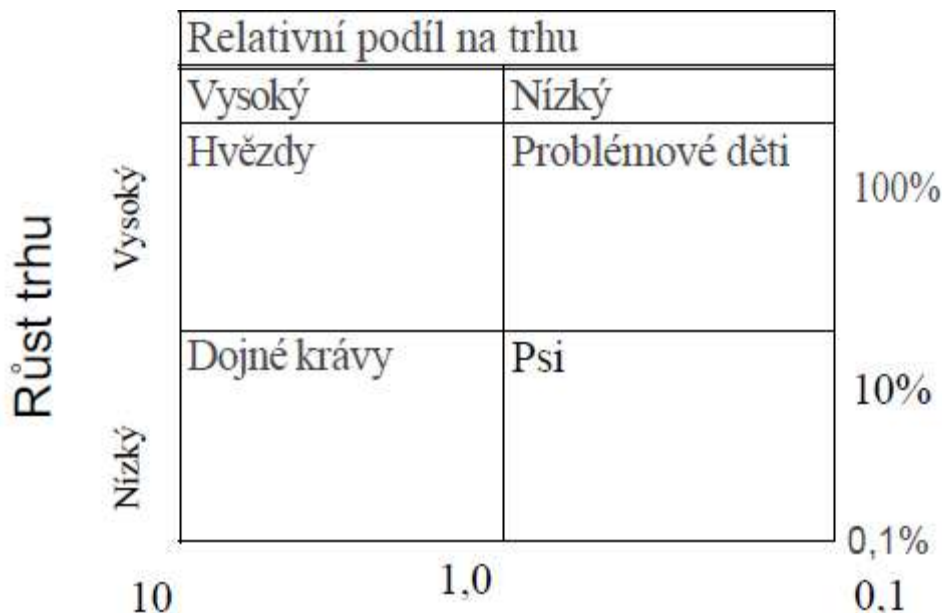 Relativní podíl na trhu
Vysoký Nízký
Hvězdy Problémové děti
Vysoký
100%
Růst trhu
Dojné krávy Psi
10%
Nízký
0,1%
10 1,0 0,1